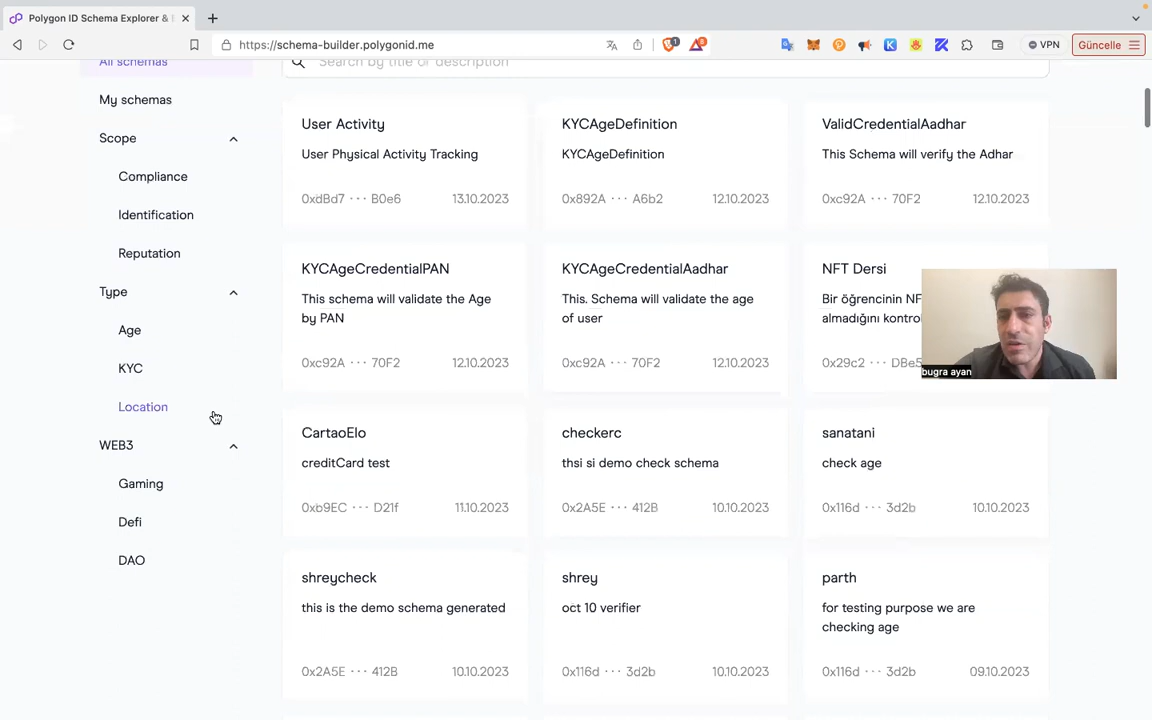 Polygon ID Schema Explorer &
https://schema-builder.polygonid.me
VPN
Güncelle
All schemas
Search by title or description
My schemas
Scope
Compliance
Identification
Reputation
Type
Age
KYC
Location
WEB3
Gaming
Defi
DAO
User Activity
User Physical Activity Tracking
0xdBd7 ··· B0e6 13.10.2023
KYCAgeDefinition
KYCAgeDefinition
0x892A ··· A6b2 12.10.2023
ValidCredentialAadhar
This Schema will verify the Adhar
0xc92A ··· 70F2 12.10.2023
KYCAgeCredentialPAN
This schema will validate the Age
by PAN
0xc92A ··· 70F2 12.10.2023
KYCAgeCredentialAadhar
This. Schema will validate the age
of user
0xc92A ··· 70F2 12.10.2023
NFT Dersi
Bir öğrencinin NF
almadığını kontro
0x29c2 ··· DBe5
bugra ayan
CartaoElo
creditCard test
0xb9EC ··· D21f 11.10.2023
checkerc
thsi si demo check schema
0x2A5E ··· 412B 10.10.2023
sanatani
check age
0x116d ··· 3d2b 10.10.2023
shreycheck
this is the demo schema generated
0x2A5E ··· 412B 10.10.2023
shrey
oct 10 verifier
0x116d ··· 3d2b 10.10.2023
parth
for testing purpose we are
checking age
0x116d ··· 3d2b 09.10.2023